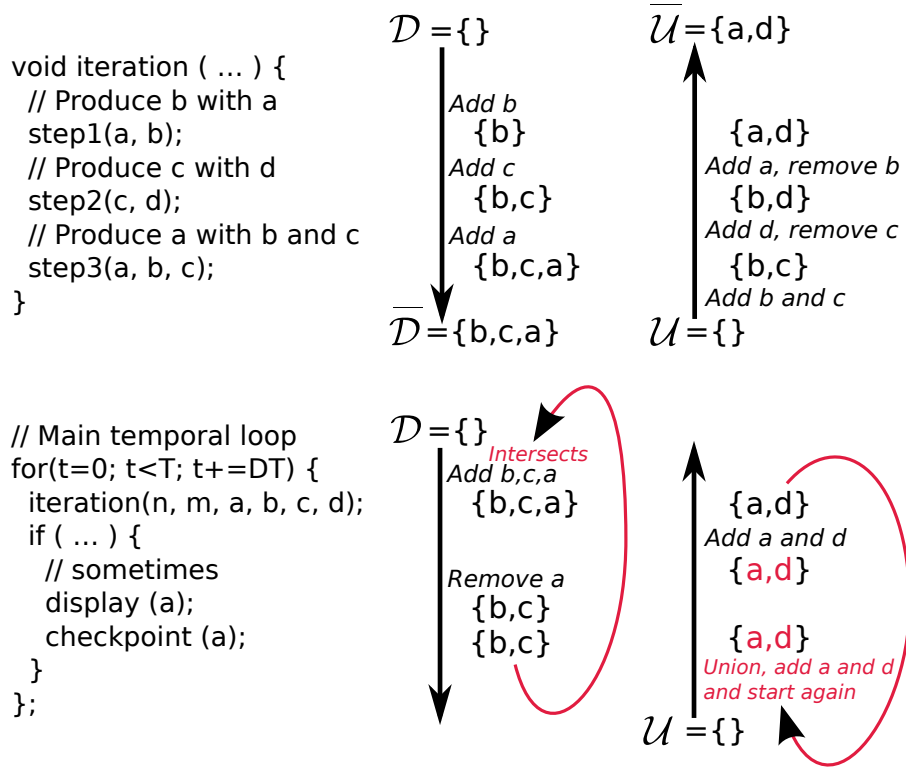 void iteration ( ... ) {
// Produce b with a
step1(a, b);
// Produce c with d
step2(c, d);
// Produce a with b and c
step3(a, b, c);
}
𝒟 ={}
Add b
{b}
Add c
{b,c}
Add a
{b,c,a}
𝒟̅ ={b,c,a}
𝒰̅ ={a,d}
{a,d}
Add a, remove b
{b,d}
Add d, remove c
{b,c}
Add b and c
𝒰 ={}
// Main temporal loop
for(t=0; t<T; t+=DT) {
iteration(n, m, a, b, c, d);
if ( ... ) {
// sometimes
display (a);
checkpoint (a);
}
};
𝒟 ={}
Intersects
Add b,c,a
{b,c,a}
Remove a
{b,c}
{b,c}
{a,d}
Add a and d
{a,d}
{a,d}
Union, add a and d
and start again
𝒰 ={}